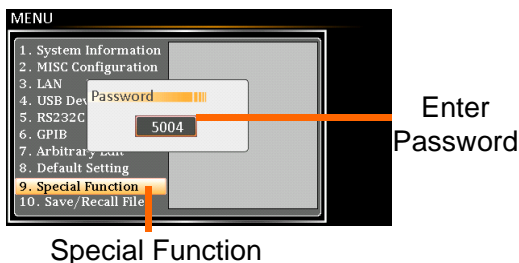 MENU
1. System Information
2. MISC Configuration
3. LAN
4. USB Dev
Password
5. RS232C
5004
6. GPIB
7. Arbitrary Edit
8. Default Setting
9. Special Function
10. Save/Recall File
Enter
Password
Special Function